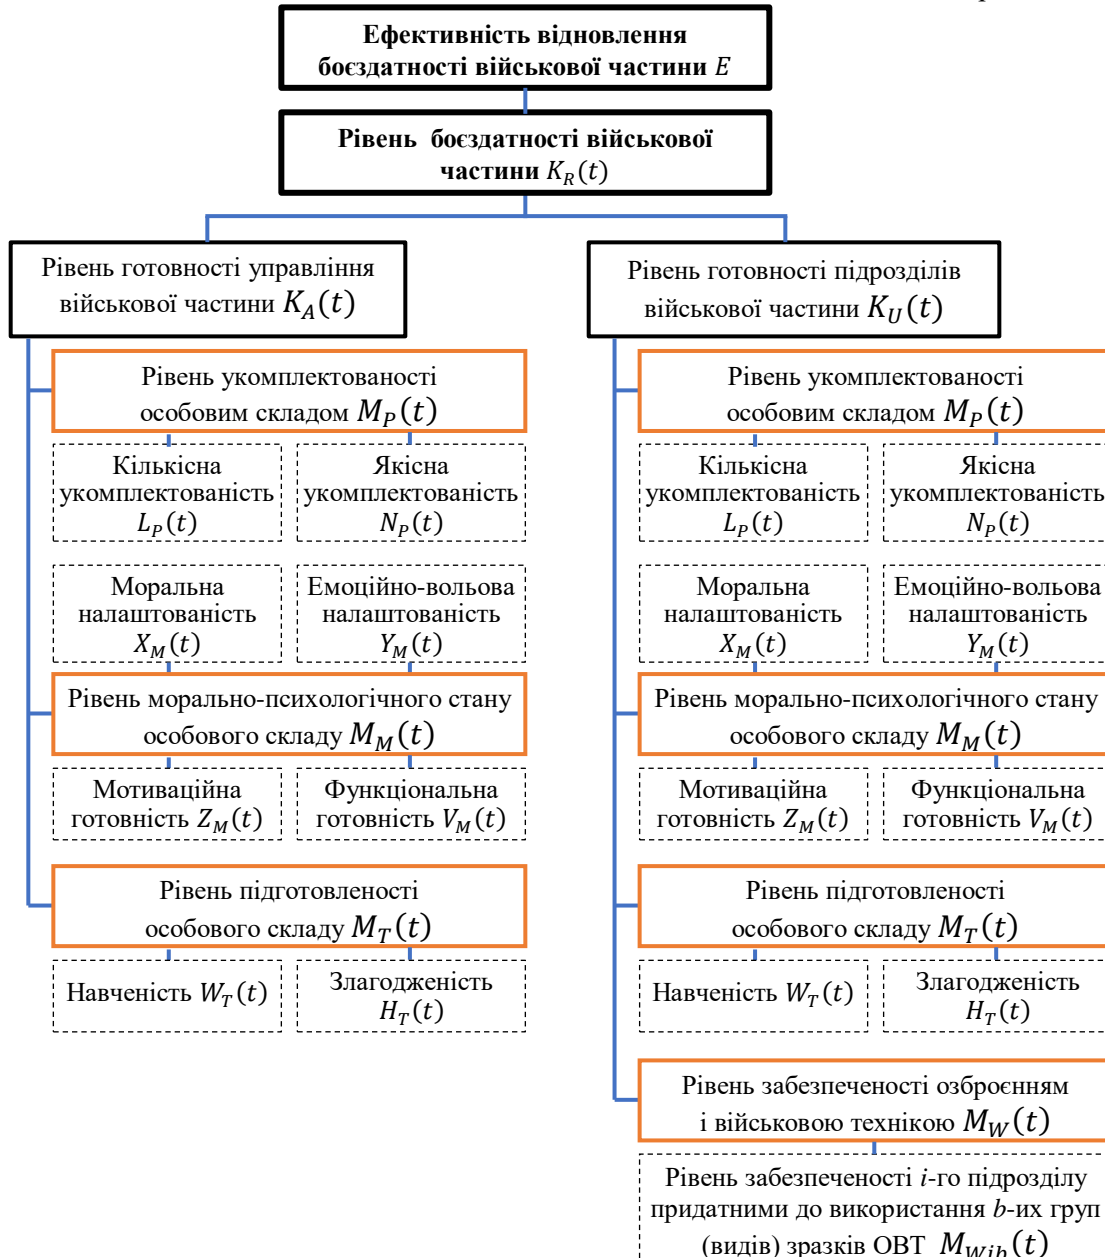 Ефективність відновлення
боєздатності військової частини E
Рівень боєздатності військової
частини K_R(t)
Рівень готовності управління
військової частини K_A(t)
Рівень укомплектованості
особовим складом M_P(t)
Кількісна
укомплектованість
L_P(t)
Якісна
укомплектованість
N_P(t)
Моральна
налаштованість
X_M(t)
Емоційно-вольова
налаштованість
Y_M(t)
Рівень морально-психологічного стану
особового складу M_M(t)
Мотиваційна
готовність Z_M(t)
Функціональна
готовність V_M(t)
Рівень підготовленості
особового складу M_T(t)
Навченість W_T(t)
Злагодженість
H_T(t)
Рівень готовності підрозділів
військової частини K_U(t)
Рівень укомплектованості
особовим складом M_P(t)
Кількісна
укомплектованість
L_P(t)
Якісна
укомплектованість
N_P(t)
Моральна
налаштованість
X_M(t)
Емоційно-вольова
налаштованість
Y_M(t)
Рівень морально-психологічного стану
особового складу M_M(t)
Мотиваційна
готовність Z_M(t)
Функціональна
готовність V_M(t)
Рівень підготовленості
особового складу M_T(t)
Навченість W_T(t)
Злагодженість
H_T(t)
Рівень забезпеченості озброєнням
і військовою технікою M_W(t)
Рівень забезпеченості i-го підрозділу
придатними до використання b-их груп
(видів) зразків ОВТ M_Wib(t)